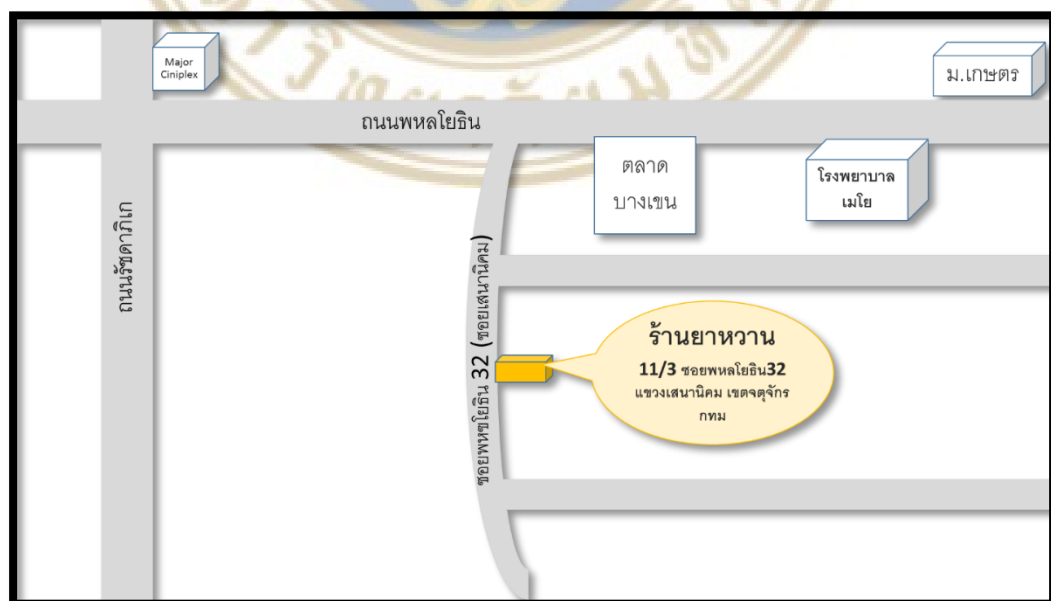 Major
Ciniplex
ม.เกษตร
ถนนพหลโยธิน
ตลาด
บางเขน
โรงพยาบาล
เมโย
ถนนรัชดาภิเก
ซอยพหขโยธิน 32 (ซอยเสนานิคม)
ร้านยาหวาน
11/3 ซอยพหลโยธิน32
แขวงเสนานิคม เขตจตุจักร
กทม